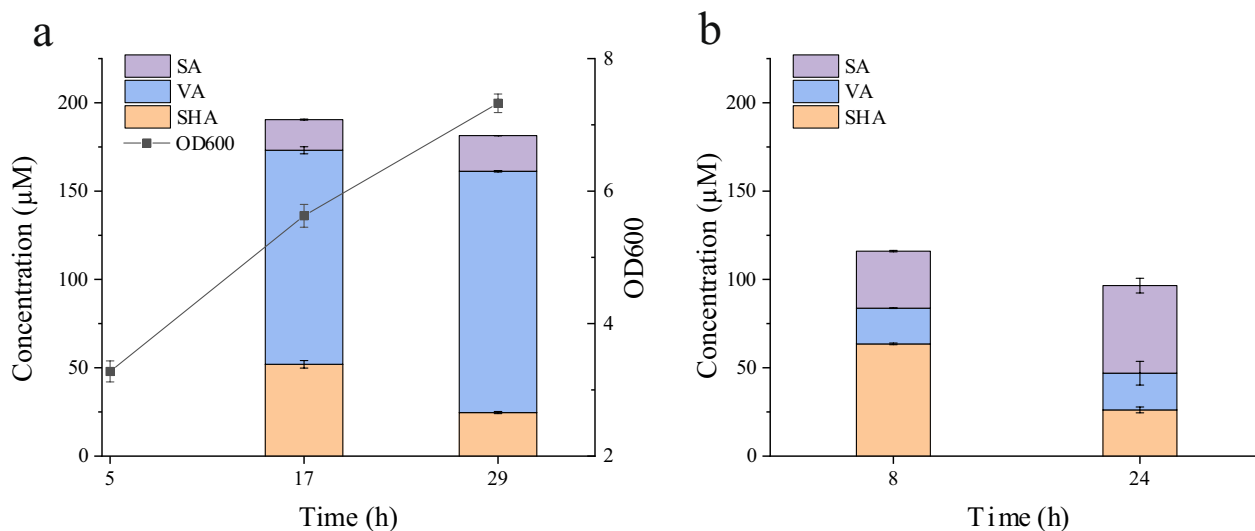 a
SA
VA
SHA
OD600
Concentration (μM)
200
150
100
50
0
8
6
4
2
OD600
5 17 29
Time (h)
b
SA
VA
SHA
Concentration (μM)
200
150
100
50
0
8 24
Time (h)